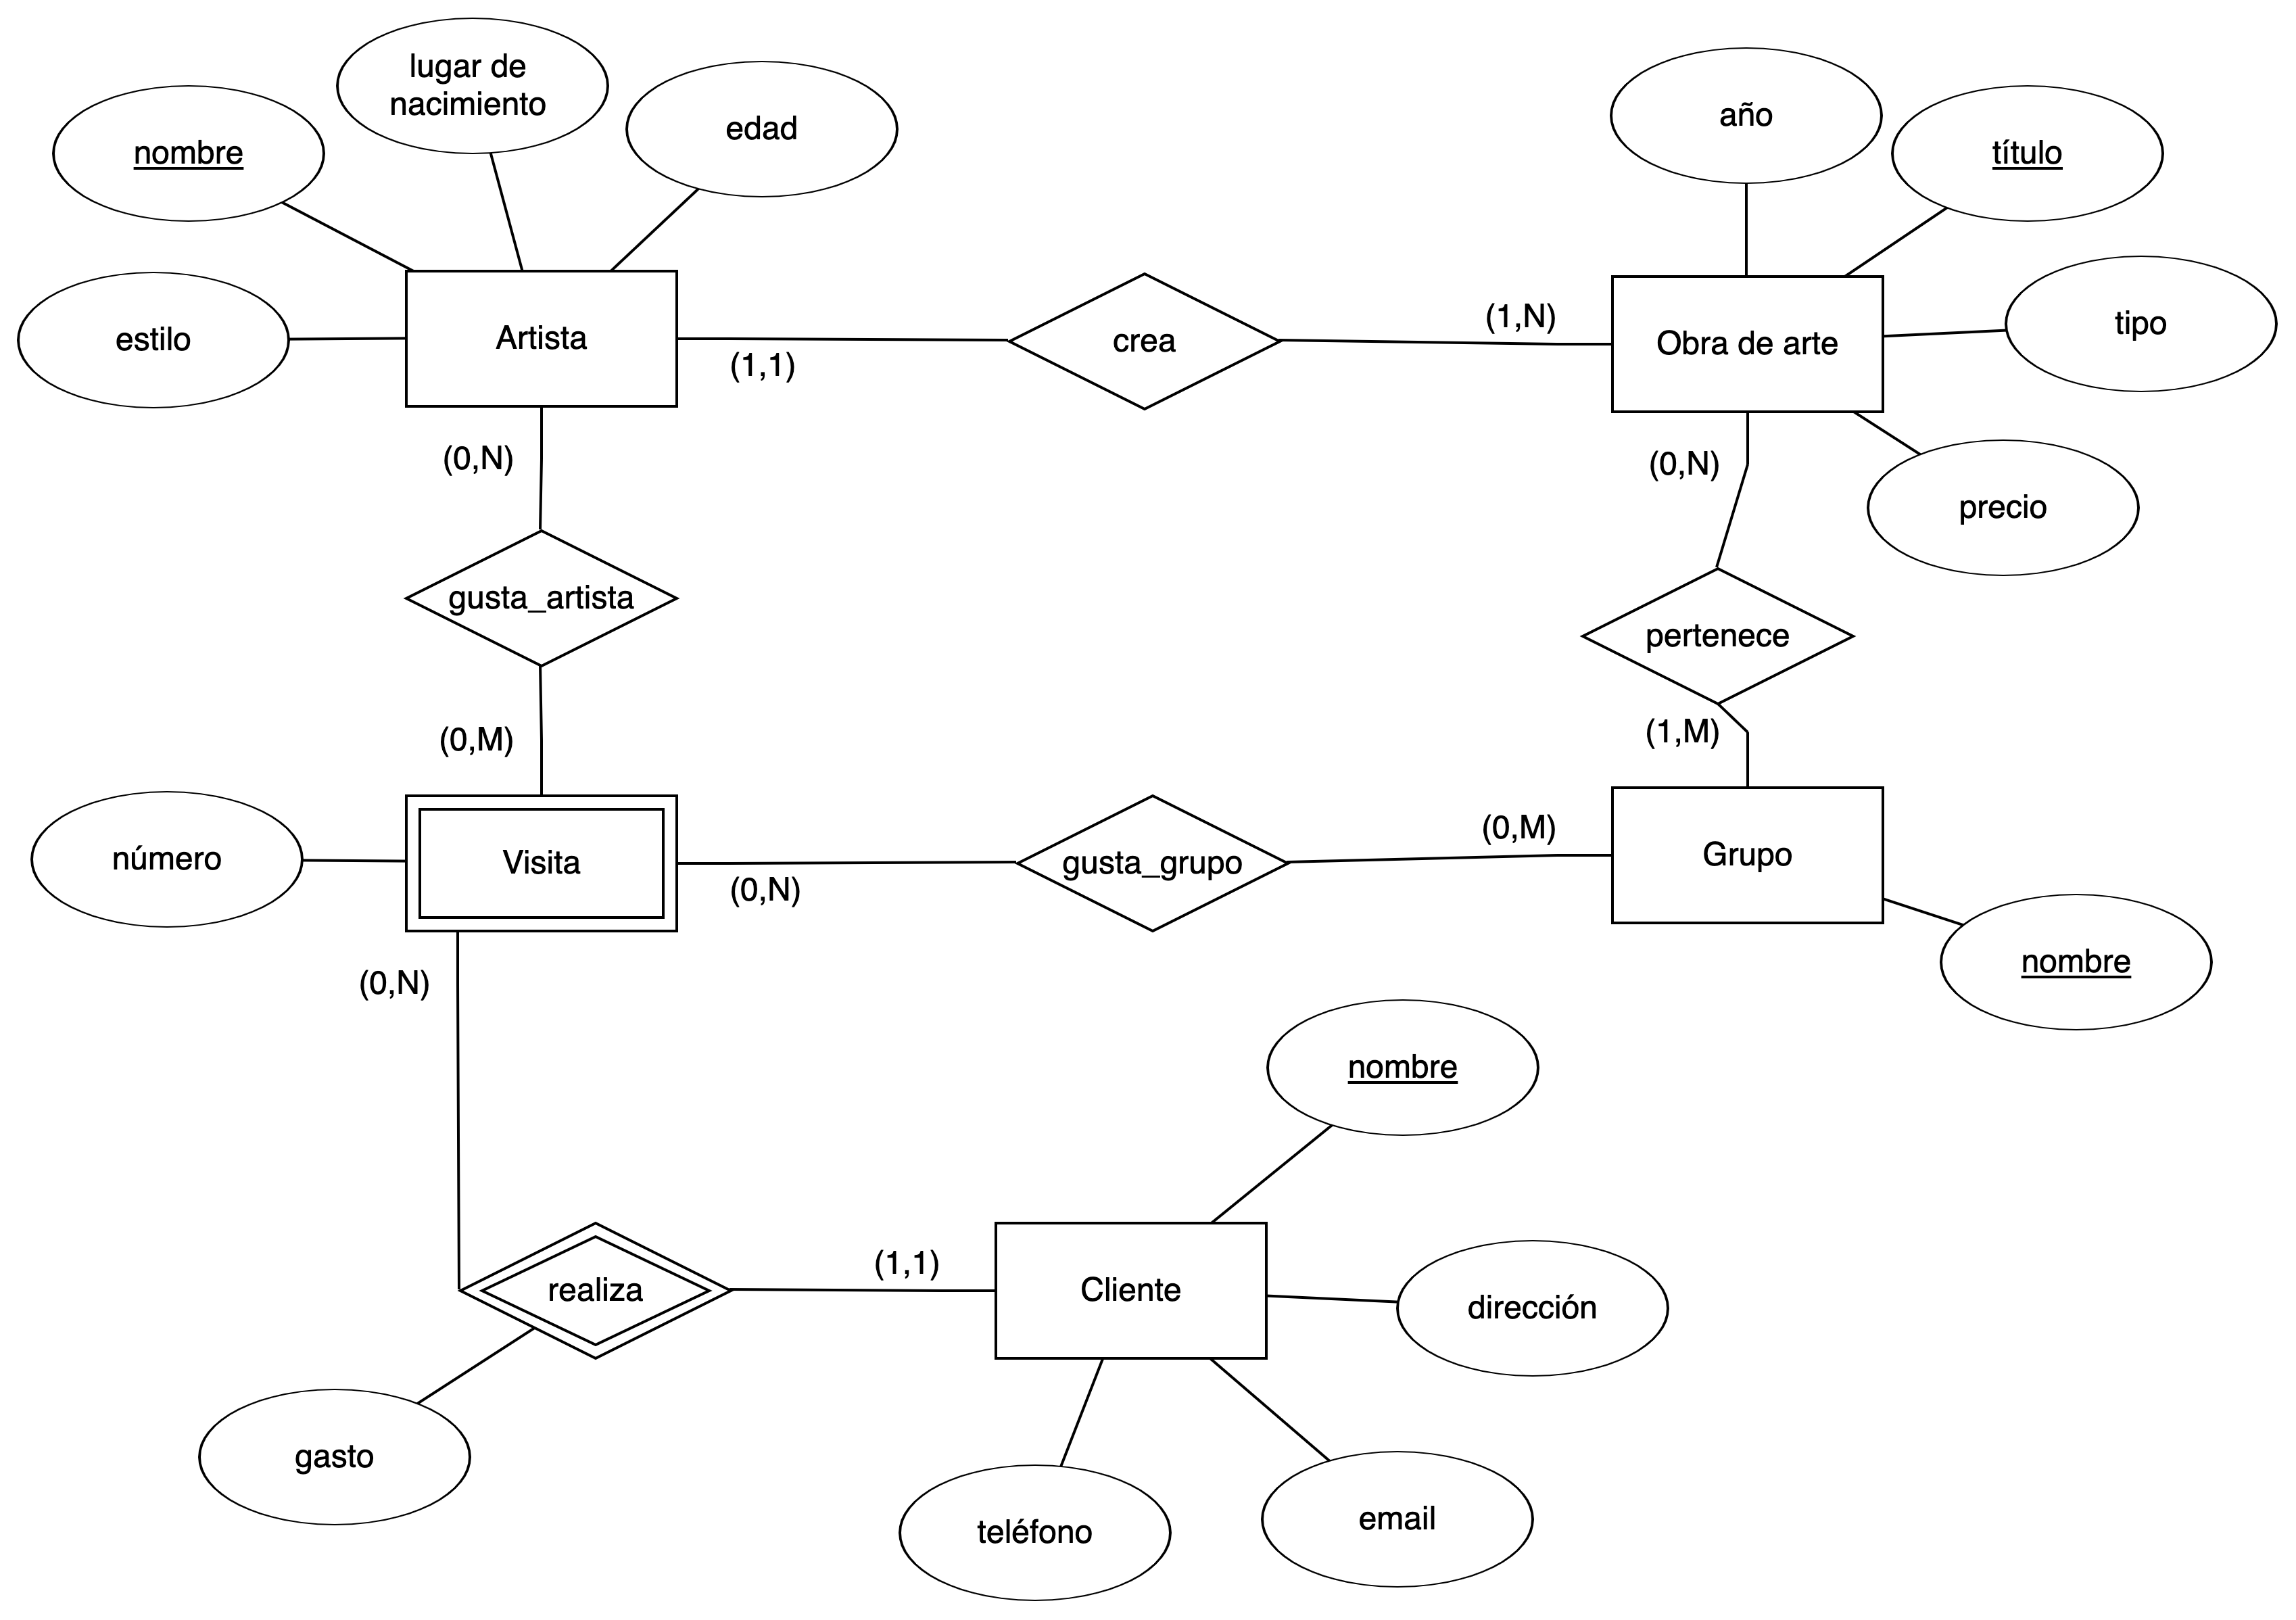 lugar de
nacimiento
nombre
edad
año
título
estilo
Artista
(1,1)
crea
(1,N)
Obra de arte
tipo
(0,N)
(0,N)
precio
gusta_artista
pertenece
(0,M)
(1,M)
número
Visita
(0,N)
gusta_grupo
(0,M)
Grupo
nombre
(0,N)
nombre
realiza
(1,1)
Cliente
dirección
gasto
teléfono
email